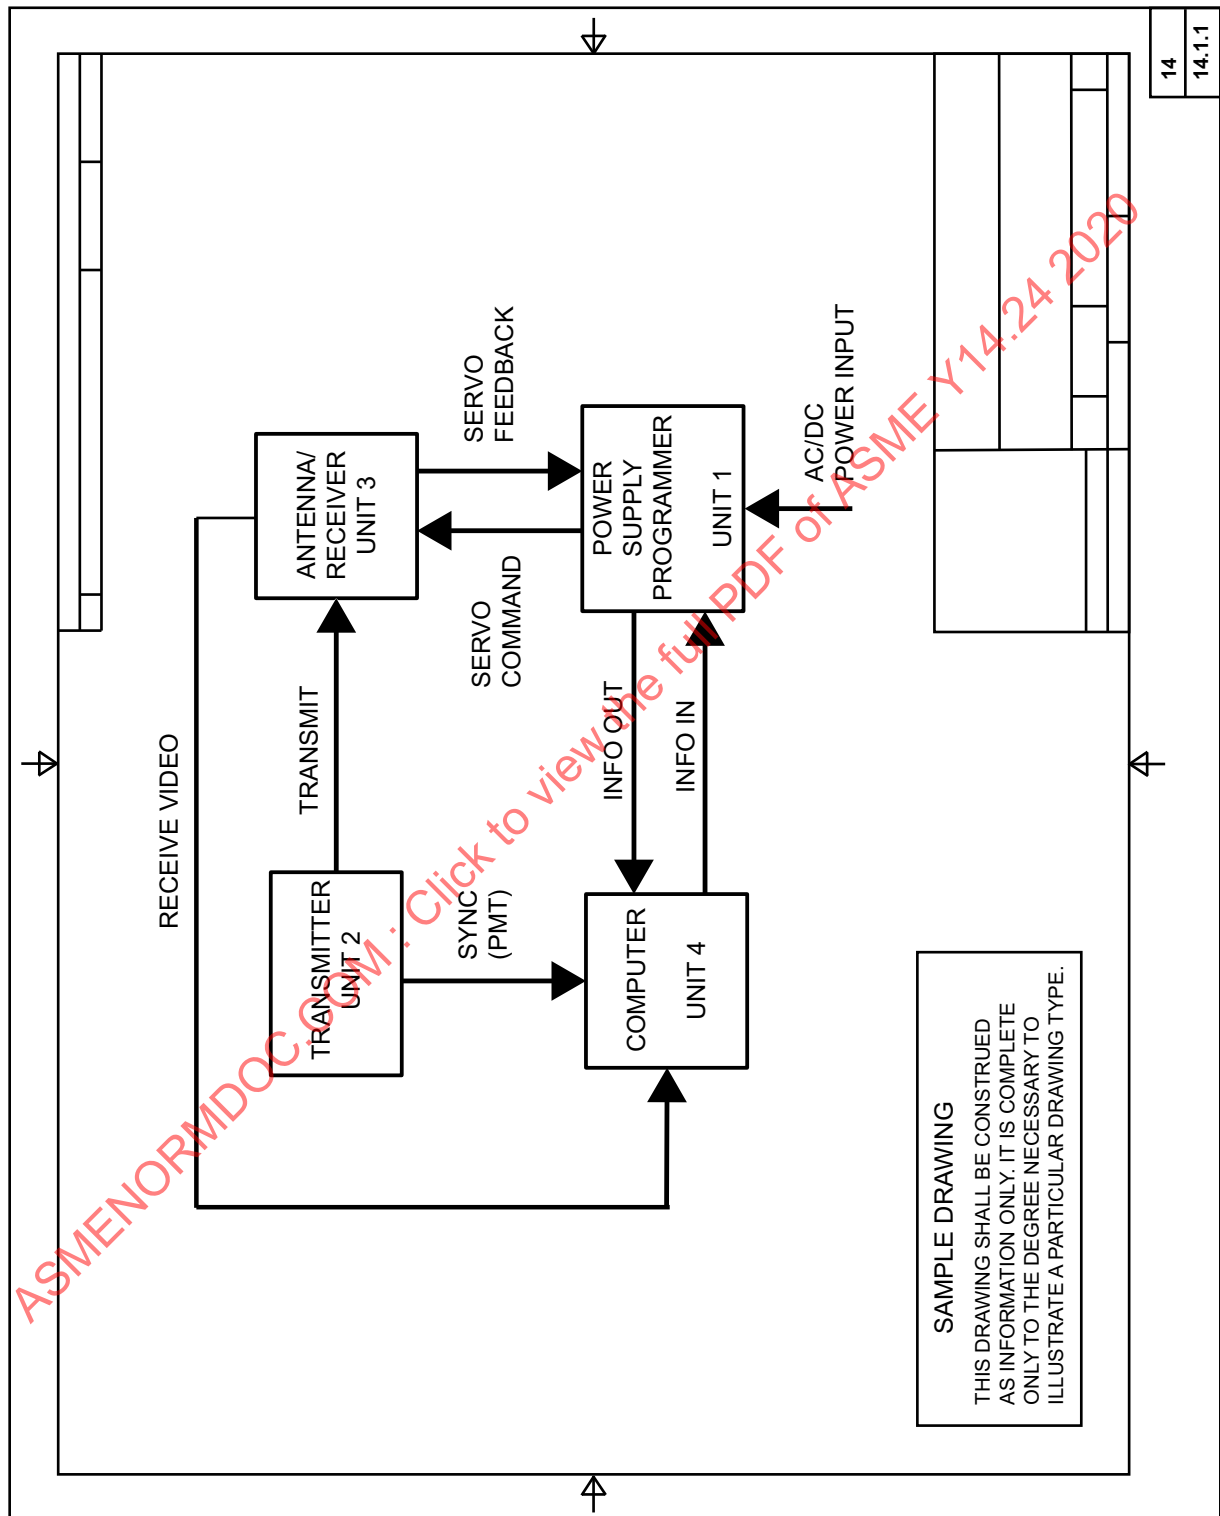 14
14.1.1
RECEIVE VIDEO
TRANSMITTER
UNIT 2
TRANSMIT
ANTENNA/
RECEIVER
UNIT 3
SYNC
(PMT)
SERVO
COMMAND
SERVO
FEEDBACK
COMPUTER
UNIT 4
INFO OUT
INFO IN
POWER
SUPPLY
PROGRAMMER
UNIT 1
AC/DC
POWER INPUT
SAMPLE DRAWING
THIS DRAWING SHALL BE CONSTRUED
AS INFORMATION ONLY. IT IS COMPLETE
ONLY TO THE DEGREE NECESSARY TO
ILLUSTRATE A PARTICULAR DRAWING TYPE.
ASMENORMDOC.COM : Click to view the full PDF of ASME Y14.24 2020